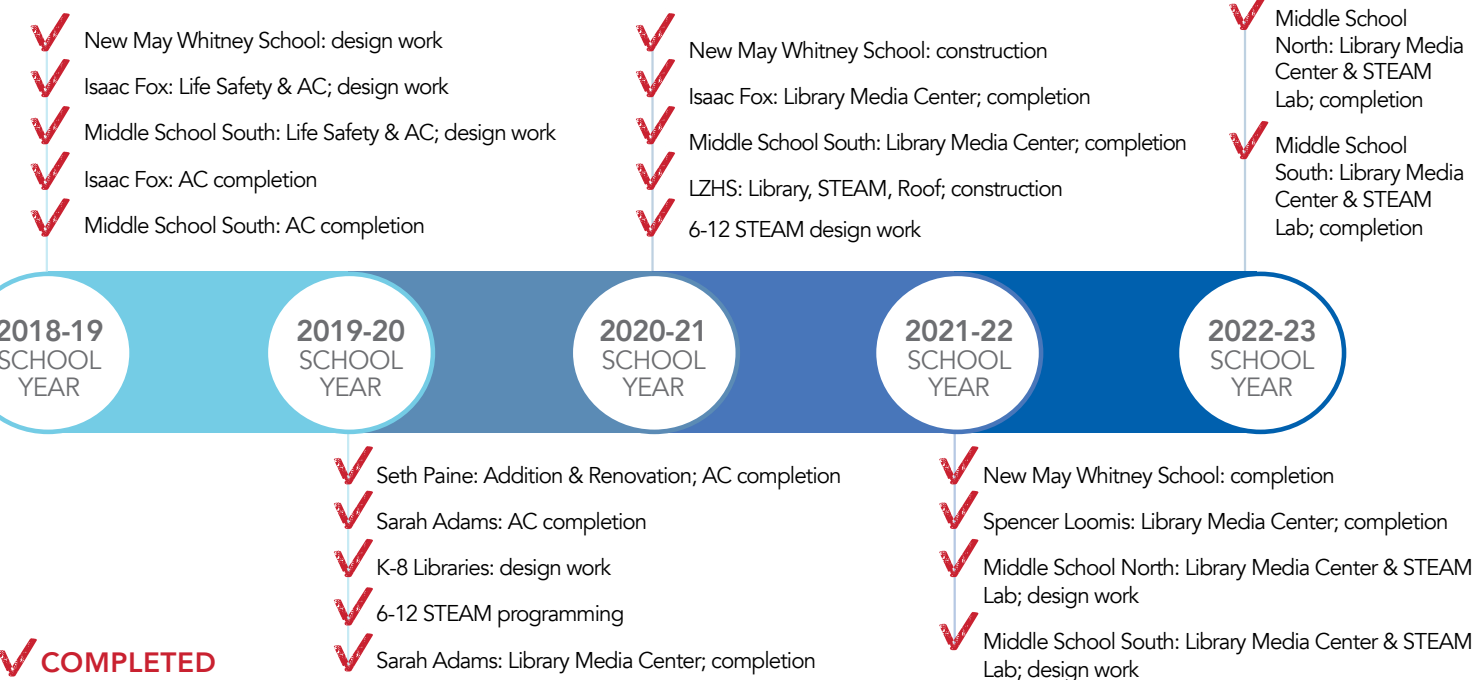 New May Whitney School: design work
Isaac Fox: Life Safety & AC; design work
Middle School South: Life Safety & AC; design work
Isaac Fox: AC completion
Middle School South: AC completion
New May Whitney School: construction
Isaac Fox: Library Media Center; completion
Middle School South: Library Media Center; completion
LZHS: Library, STEAM, Roof; construction
6-12 STEAM design work
Middle School
North: Library Media
Center & STEAM
Lab; completion
Middle School
South: Library Media
Center & STEAM
Lab; completion
2018-19
SCHOOL
YEAR
2019-20
SCHOOL
YEAR
2020-21
SCHOOL
YEAR
2021-22
SCHOOL
YEAR
2022-23
SCHOOL
YEAR
Seth Paine: Addition & Renovation; AC completion
Sarah Adams: AC completion
K-8 Libraries: design work
6-12 STEAM programming
Sarah Adams: Library Media Center; completion
New May Whitney School: completion
Spencer Loomis: Library Media Center; completion
Middle School North: Library Media Center & STEAM
Lab; design work
Middle School South: Library Media Center & STEAM
Lab; design work
COMPLETED